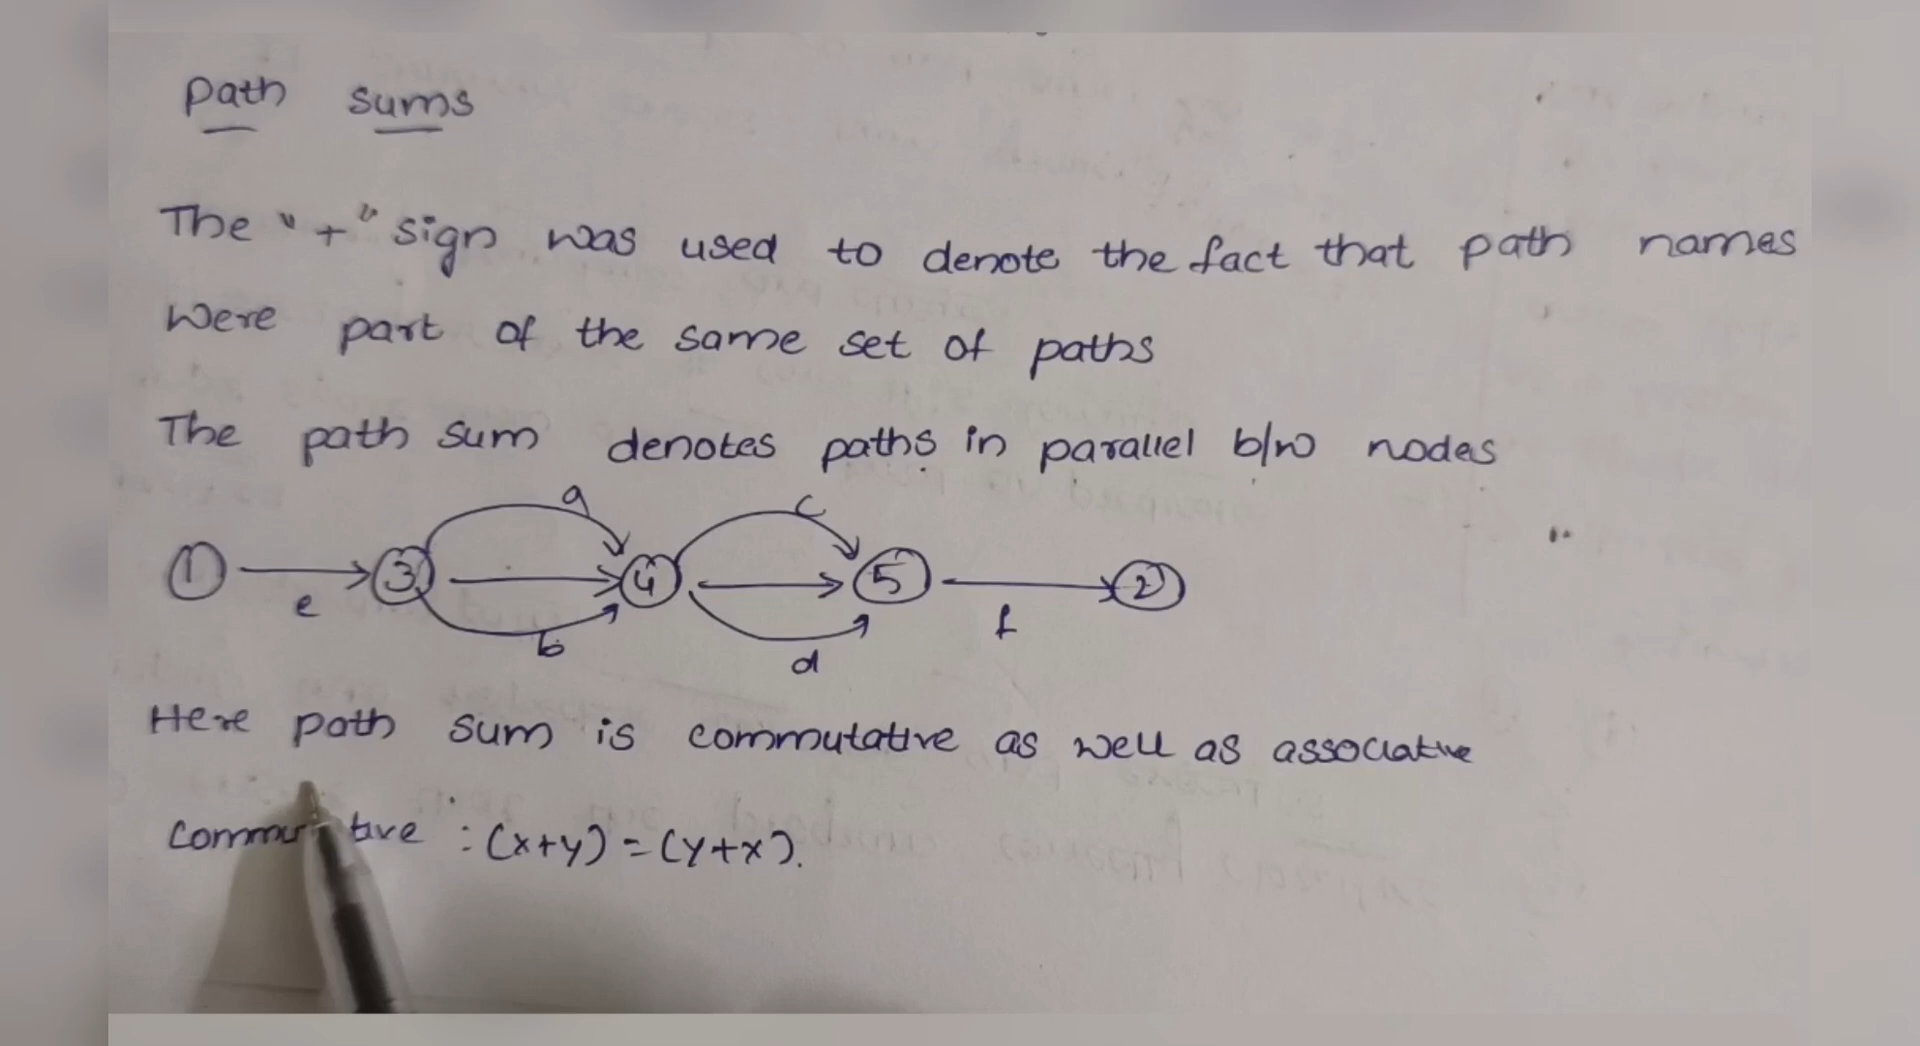 Path sums
The "+" sign was used to denote the fact that path names
were part of the same set of paths
The path sum denotes paths in parallel b/w nodes
a c
1 3 4 5 2
e f
b d
Here path sum is commutative as well as associative
: (x+y) = (y+x).